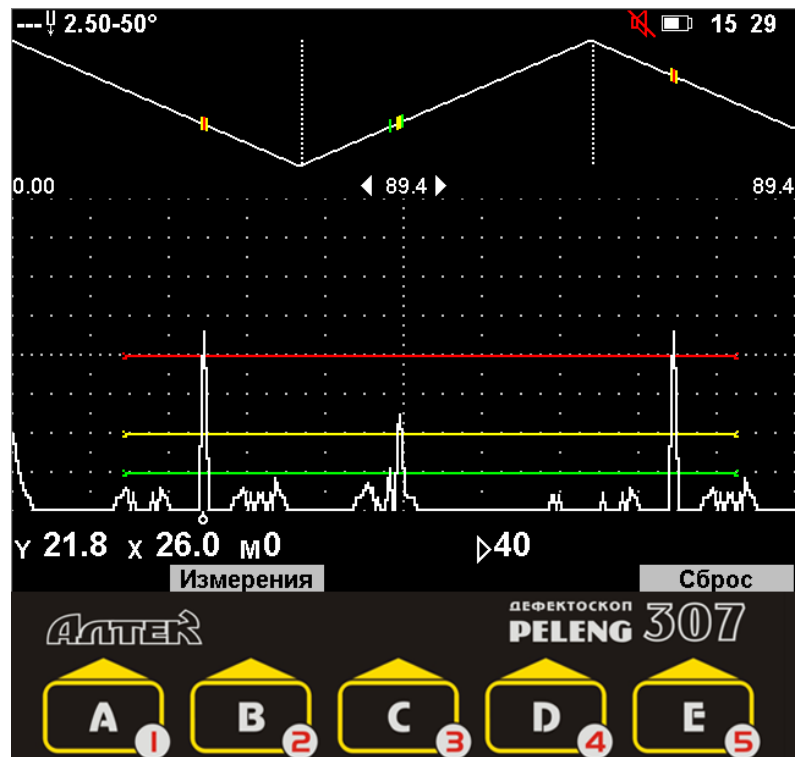 --- 2.50-50° 15 29
0.00 ◀ 89.4 ▶ 89.4
Y 21.8 X 26.0 M0 ▷40
Измерения Сброс
АЛТЕК ДЕФЕКТОСКОП
PELENG 307
A B C D E
1 2 3 4 5